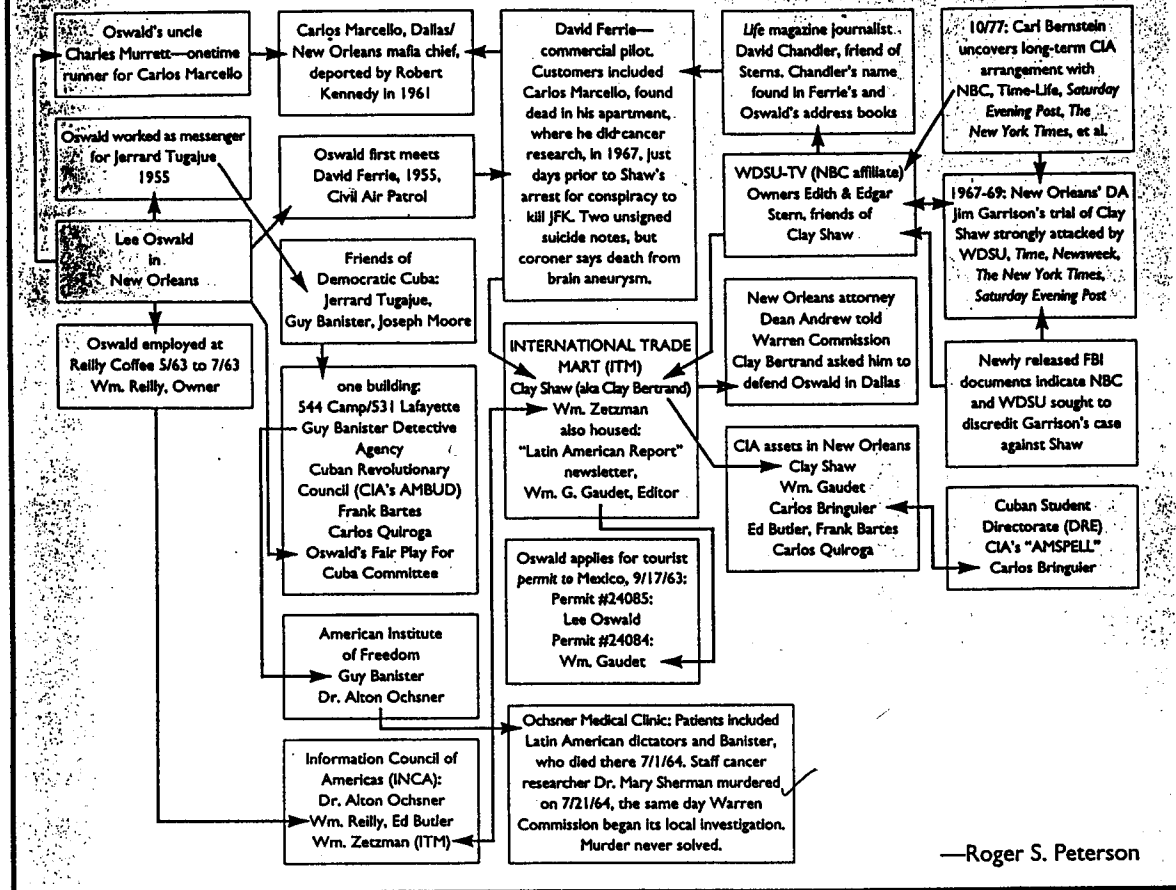 Oswald's uncle
Charles Murrett—onetime
runner for Carlos Marcello
Oswald worked as messenger
for Jerrard Tugajue
1955
Lee Oswald
in
New Orleans
Oswald employed at
Reilly Coffee 5/63 to 7/63
Wm. Reilly, Owner
Carlos Marcello, Dallas/
New Orleans mafia chief,
deported by Robert
Kennedy in 1961
Oswald first meets
David Ferrie, 1955,
Civil Air Patrol
Friends of
Democratic Cuba:
Jerrard Tugajue,
Guy Banister, Joseph Moore
one building:
544 Camp/531 Lafayette
Guy Banister Detective
Agency
Cuban Revolutionary
Council (CIA's AMBUD)
Frank Bartes
Carlos Quiroga
Oswald's Fair Play For
Cuba Committee
American Institute
of Freedom
Guy Banister
Dr. Alton Ochsner
Information Council of
Americas (INCA):
Dr. Alton Ochsner
Wm. Reilly, Ed Butler
Wm. Zetzman (ITM)
David Ferrie—
commercial pilot.
Customers included
Carlos Marcello, found
dead in his apartment,
where he did cancer
research, in 1967, just
days prior to Shaw's
arrest for conspiracy to
kill JFK. Two unsigned
suicide notes, but
coroner says death from
brain aneurysm.
INTERNATIONAL TRADE
MART (ITM)
Clay Shaw (aka Clay Bertrand)
Wm. Zetzman
also housed:
"Latin American Report"
newsletter,
Wm. G. Gaudet, Editor
Oswald applies for tourist
permit to Mexico, 9/17/63:
Permit #24085:
Lee Oswald
Permit #24084:
Wm. Gaudet
Ochsner Medical Clinic: Patients included
Latin American dictators and Banister,
who died there 7/1/64. Staff cancer
researcher Dr. Mary Sherman murdered
on 7/21/64, the same day Warren
Commission began its local investigation.
Murder never solved.
Life magazine journalist
David Chandler, friend of
Sterns. Chandler's name
found in Ferrie's and
Oswald's address books
WDSU-TV (NBC affiliate)
Owners Edith & Edgar
Stern, friends of
Clay Shaw
New Orleans attorney
Dean Andrew told
Warren Commission
Clay Bertrand asked him to
defend Oswald in Dallas
CIA assets in New Orleans
Clay Shaw
Wm. Gaudet
Carlos Bringuier
Ed Butler, Frank Bartes
Carlos Quiroga
10/77: Carl Bernstein
uncovers long-term CIA
arrangement with
NBC, Time-Life, Saturday
Evening Post, The
New York Times, et al.
1967-69: New Orleans' DA
Jim Garrison's trial of Clay
Shaw strongly attacked by
WDSU, Time, Newsweek,
The New York Times,
Saturday Evening Post
Newly released FBI
documents indicate NBC
and WDSU sought to
discredit Garrison's case
against Shaw
Cuban Student
Directorate (DRE)
CIA's "AMSPELL"
Carlos Bringuier
—Roger S. Peterson